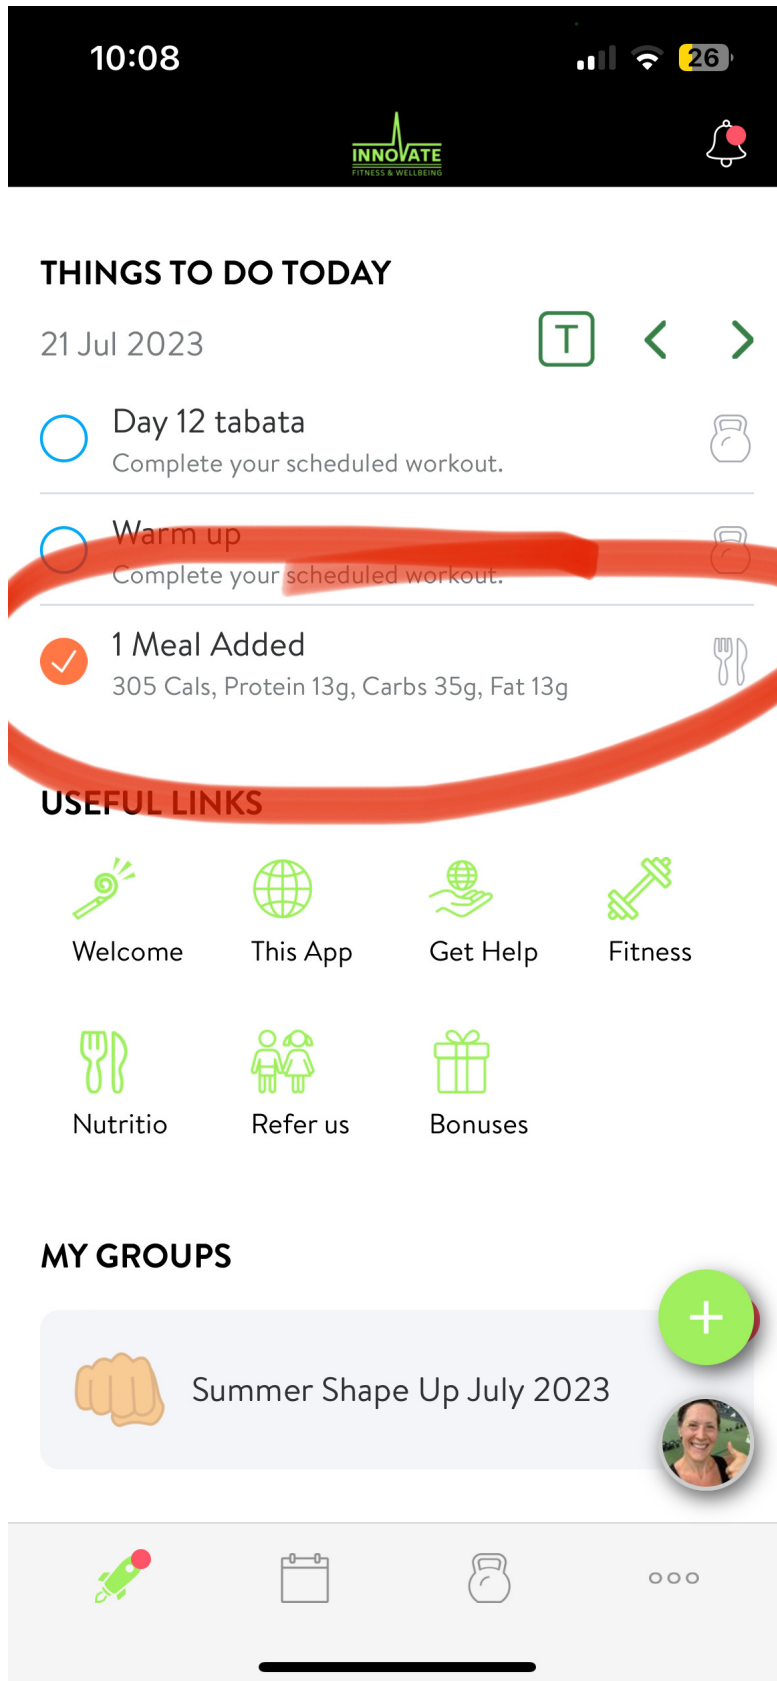 10:08
26
INNOVATE
FITNESS & WELLBEING
THINGS TO DO TODAY
21 Jul 2023
T
Day 12 tabata
Complete your scheduled workout.
Warm up
Complete your scheduled workout.
1 Meal Added
305 Cals, Protein 13g, Carbs 35g, Fat 13g
USEFUL LINKS
Welcome This App Get Help Fitness
Nutritio Refer us Bonuses
MY GROUPS
Summer Shape Up July 2023